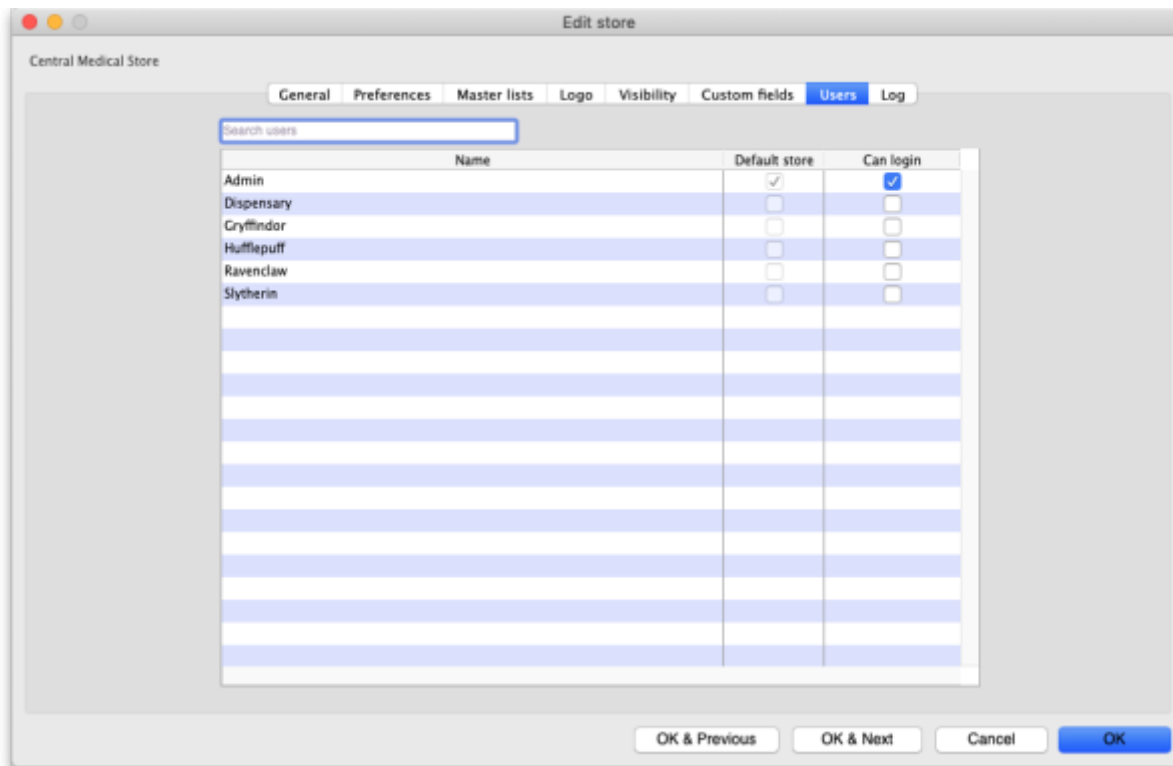 Edit store
Central Medical Store
General Preferences Master lists Logo Visibility Custom fields Users Log
Search users
Name Default store Can login
Admin
Dispensary
Gryffindor
Hufflepuff
Ravenclaw
Slytherin
OK & Previous OK & Next Cancel OK